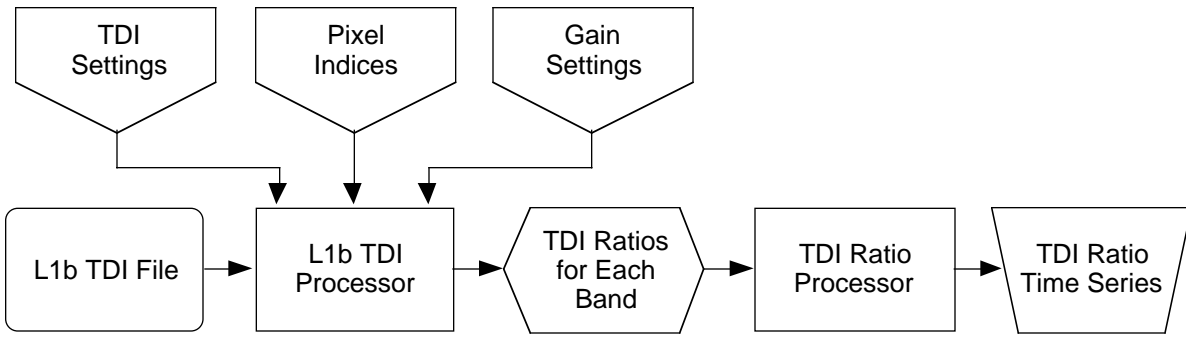 TDI
Settings
Pixel
Indices
Gain
Settings
L1b TDI File
L1b TDI
Processor
TDI Ratios
for Each
Band
TDI Ratio
Processor
TDI Ratio
Time Series